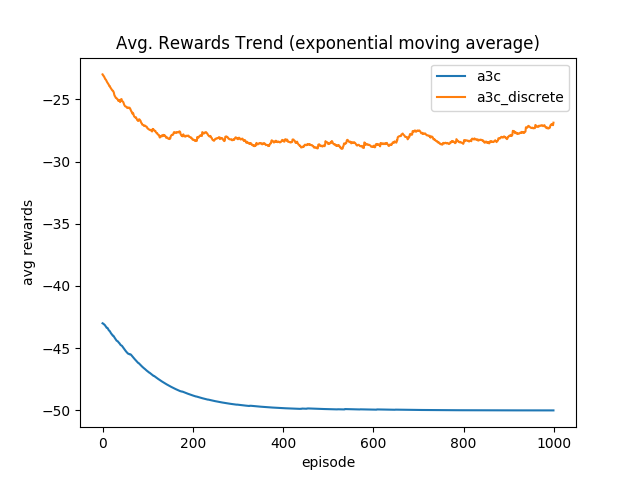 Avg. Rewards Trend (exponential moving average)
a3c
a3c_discrete
avg rewards
−25
−30
−35
−40
−45
−50
0
200
400
600
800
1000
episode